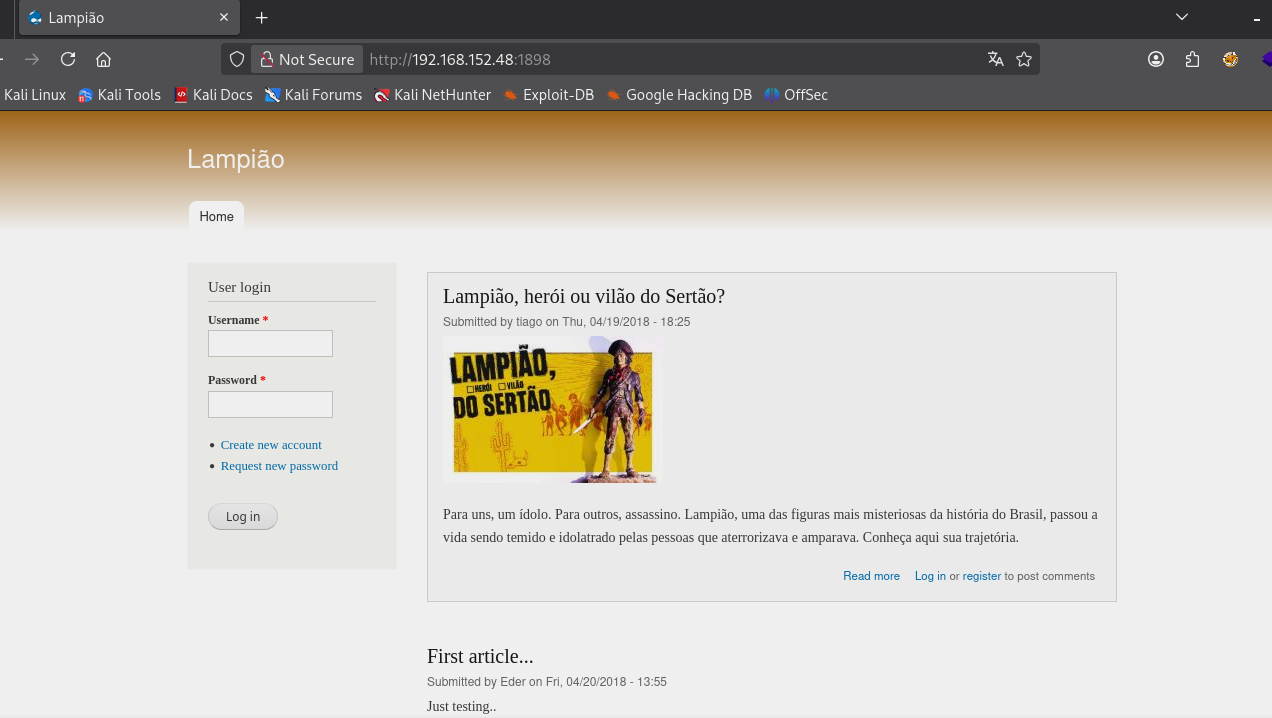 Lampião
Not Secure http://192.168.152.48:1898
Kali Linux Kali Tools Kali Docs Kali Forums Kali NetHunter Exploit-DB Google Hacking DB OffSec
Lampião
Home
User login
Username *
Password *
Create new account
Request new password
Log in
Lampião, herói ou vilão do Sertão?
Submitted by tiago on Thu, 04/19/2018 - 18:25
LAMPIÃO,
HERÓI VILÃO
DO SERTÃO
Para uns, um ídolo. Para outros, assassino. Lampião, uma das figuras mais misteriosas da história do Brasil, passou a
vida sendo temido e idolatrado pelas pessoas que aterrorizava e amparava. Conheça aqui sua trajetória.
Read more Log in or register to post comments
First article...
Submitted by Eder on Fri, 04/20/2018 - 13:55
Just testing..